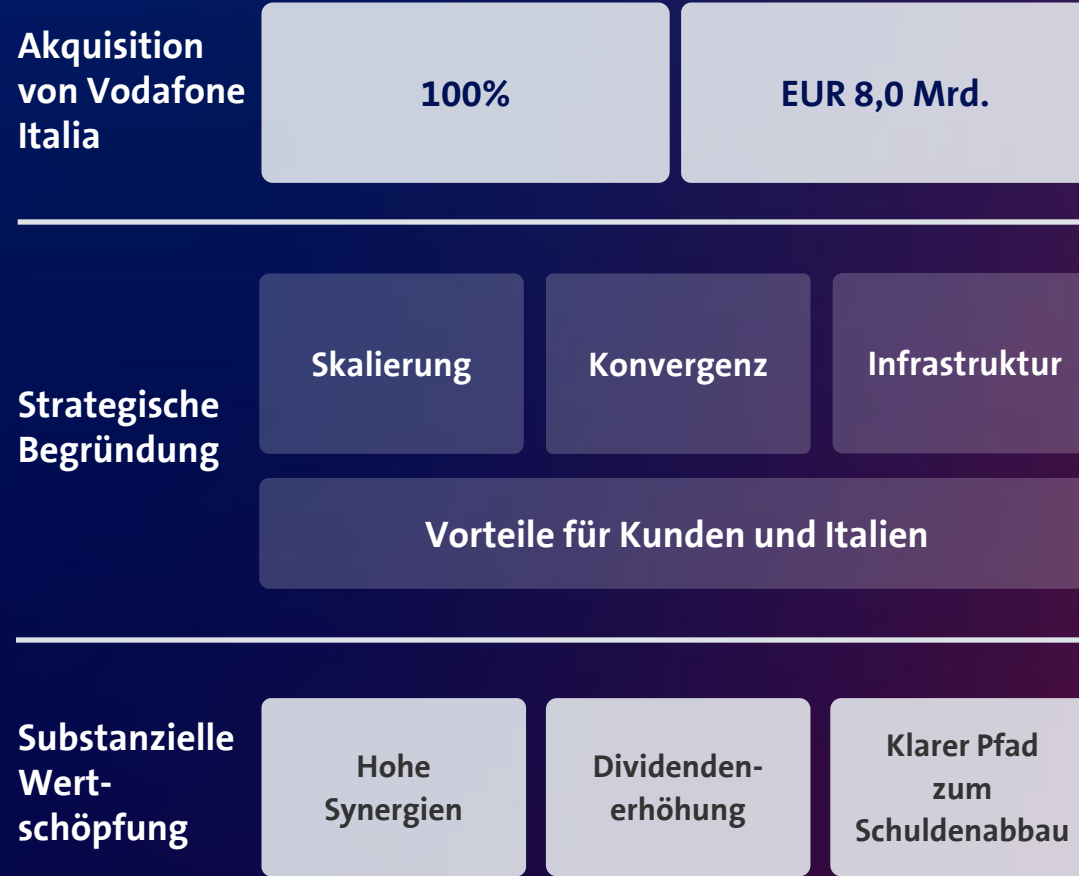 Akquisition
von Vodafone
Italia
100%
EUR 8,0 Mrd.
Strategische
Begründung
Skalierung
Konvergenz
Infrastruktur
Vorteile für Kunden und Italien
Substanzielle
Wert-
schöpfung
Hohe
Synergien
Dividenden-
erhöhung
Klarer Pfad
zum
Schuldenabbau